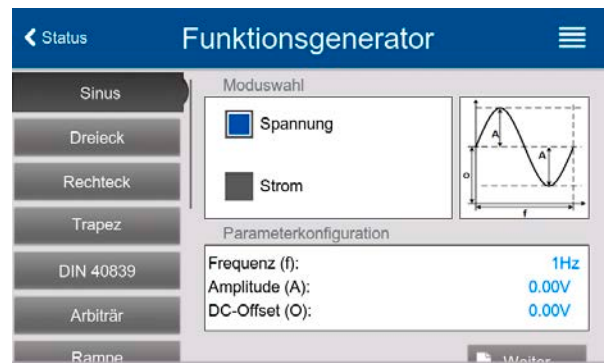 Status
Funktionsgenerator
Sinus
Dreieck
Rechteck
Trapez
DIN 40839
Arbiträr
Rampe
Moduswahl
Spannung
Strom
A
A
o
f
Parameterkonfiguration
Frequenz (f): 1Hz
Amplitude (A): 0.00V
DC-Offset (O): 0.00V
Weiter